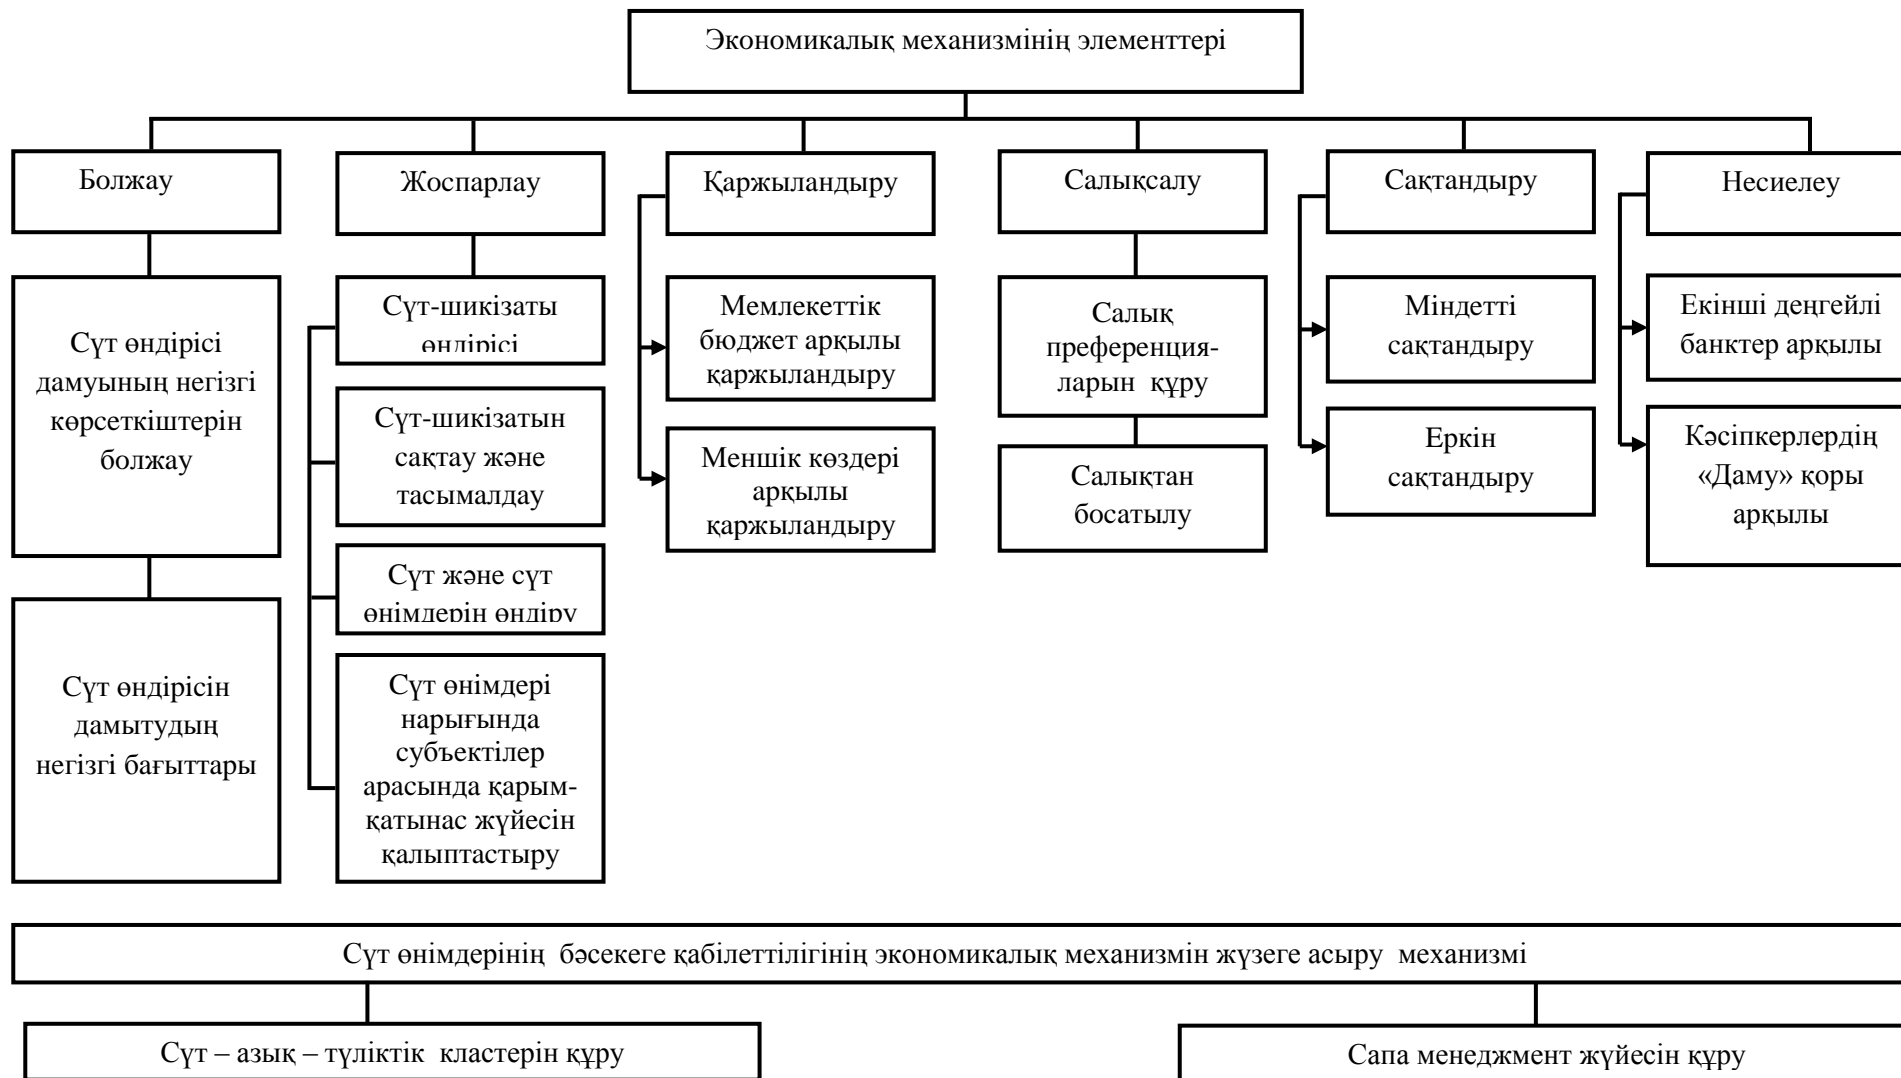 Экономикалық механизмінің элементтері
Болжау
Жоспарлау
Қаржыландыру
Салықсалу
Сақтандыру
Несиелеу
Сүт өндірісі
дамуының негізгі
көрсеткіштерін
болжау
Сүт өндірісін
дамытудың
негізгі бағыттары
Сүт-шикізаты
өндірісі
Сүт-шикізатын
сақтау және
тасымалдау
Сүт және сүт
өнімдерін өндіру
Сүт өнімдері
нарығында
субъектілер
арасында қарым-
қатынас жүйесін
қалыптастыру
Мемлекеттік
бюджет арқылы
қаржыландыру
Меншік көздері
арқылы
қаржыландыру
Салық
преференция-
ларын құру
Салықтан
босатылу
Міндетті
сақтандыру
Еркін
сақтандыру
Екінші деңгейлі
банктер арқылы
Кәсіпкерлердің
«Даму» қоры
арқылы
Сүт өнімдерінің бәсекеге қабілеттілігінің экономикалық механизмін жүзеге асыру механизмі
Сүт – азық – түліктік кластерін құру
Сапа менеджмент жүйесін құру